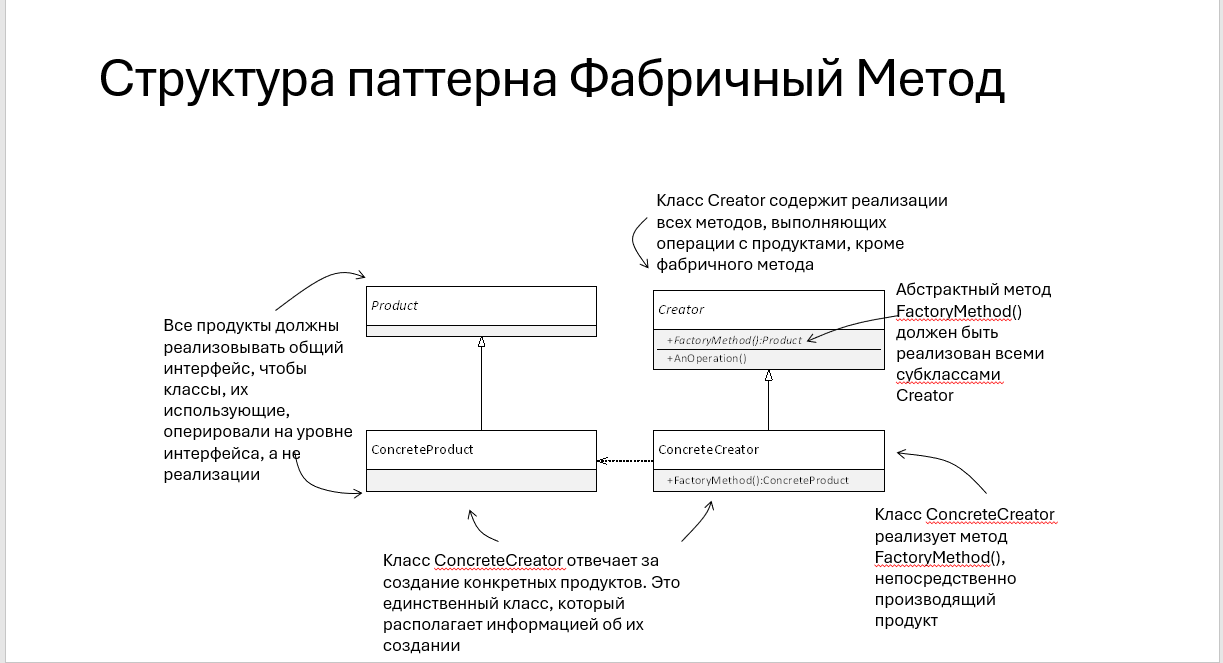 Структура паттерна Фабричный Метод
Класс Creator содержит реализации
всех методов, выполняющих
операции с продуктами, кроме
фабричного метода
Product
Все продукты должны
реализовывать общий
интерфейс, чтобы
классы, их
использующие,
оперировали на уровне
интерфейса, а не
реализации
Creator
+FactoryMethod():Product
+AnOperation()
Абстрактный метод
FactoryMethod()
должен быть
реализован всеми
субклассами
Creator
ConcreteProduct
ConcreteCreator
+FactoryMethod():ConcreteProduct
Класс ConcreteCreator отвечает за
создание конкретных продуктов. Это
единственный класс, который
располагает информацией об их
создании
Класс ConcreteCreator
реализует метод
FactoryMethod(),
непосредственно
производящий
продукт